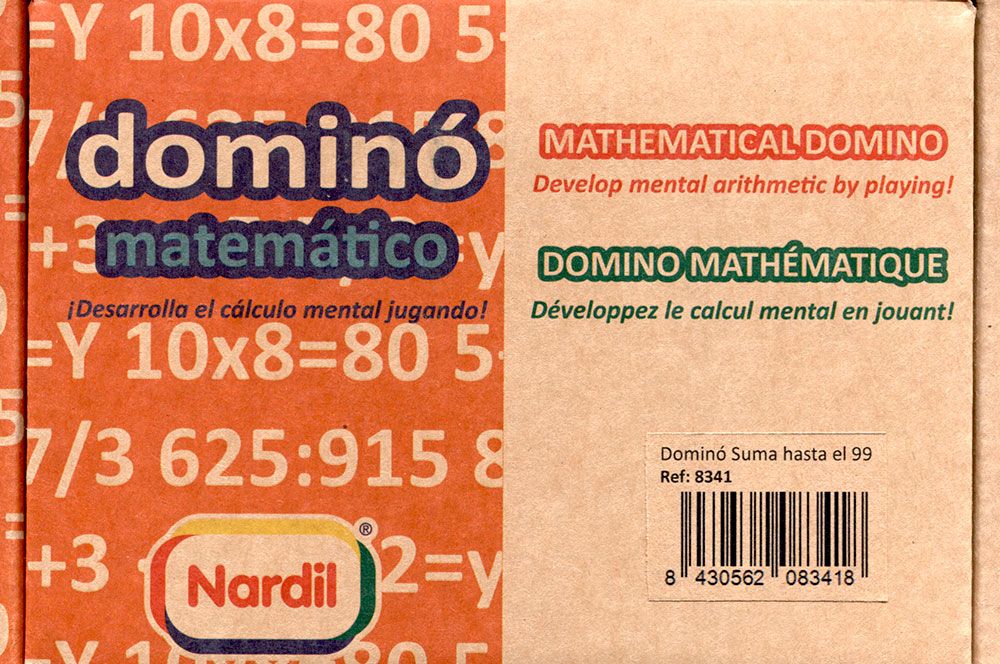 =Y 10x8=80 5
dominó
matemático
¡Desarrolla el cálculo mental jugando!
=Y 10x8=80 5
7/3 625:915 8
+3
2=y
Nardil
®
MATHEMATICAL DOMINO
Develop mental arithmetic by playing!
DOMINO MATHÉMATIQUE
Développez le calcul mental en jouant!
Dominó Suma hasta el 99
Ref: 8341
8 430562 083418